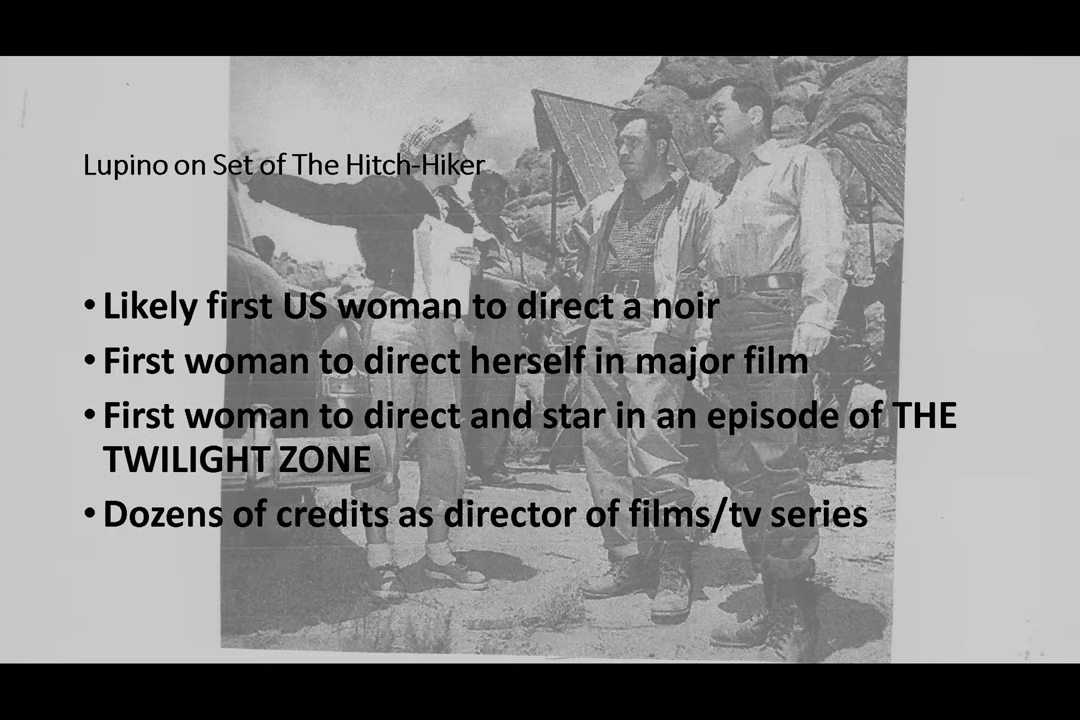 Lupino on Set of The Hitch-Hiker
• Likely first US woman to direct a noir
• First woman to direct herself in major film
• First woman to direct and star in an episode of THE
TWILIGHT ZONE
• Dozens of credits as director of films/tv series